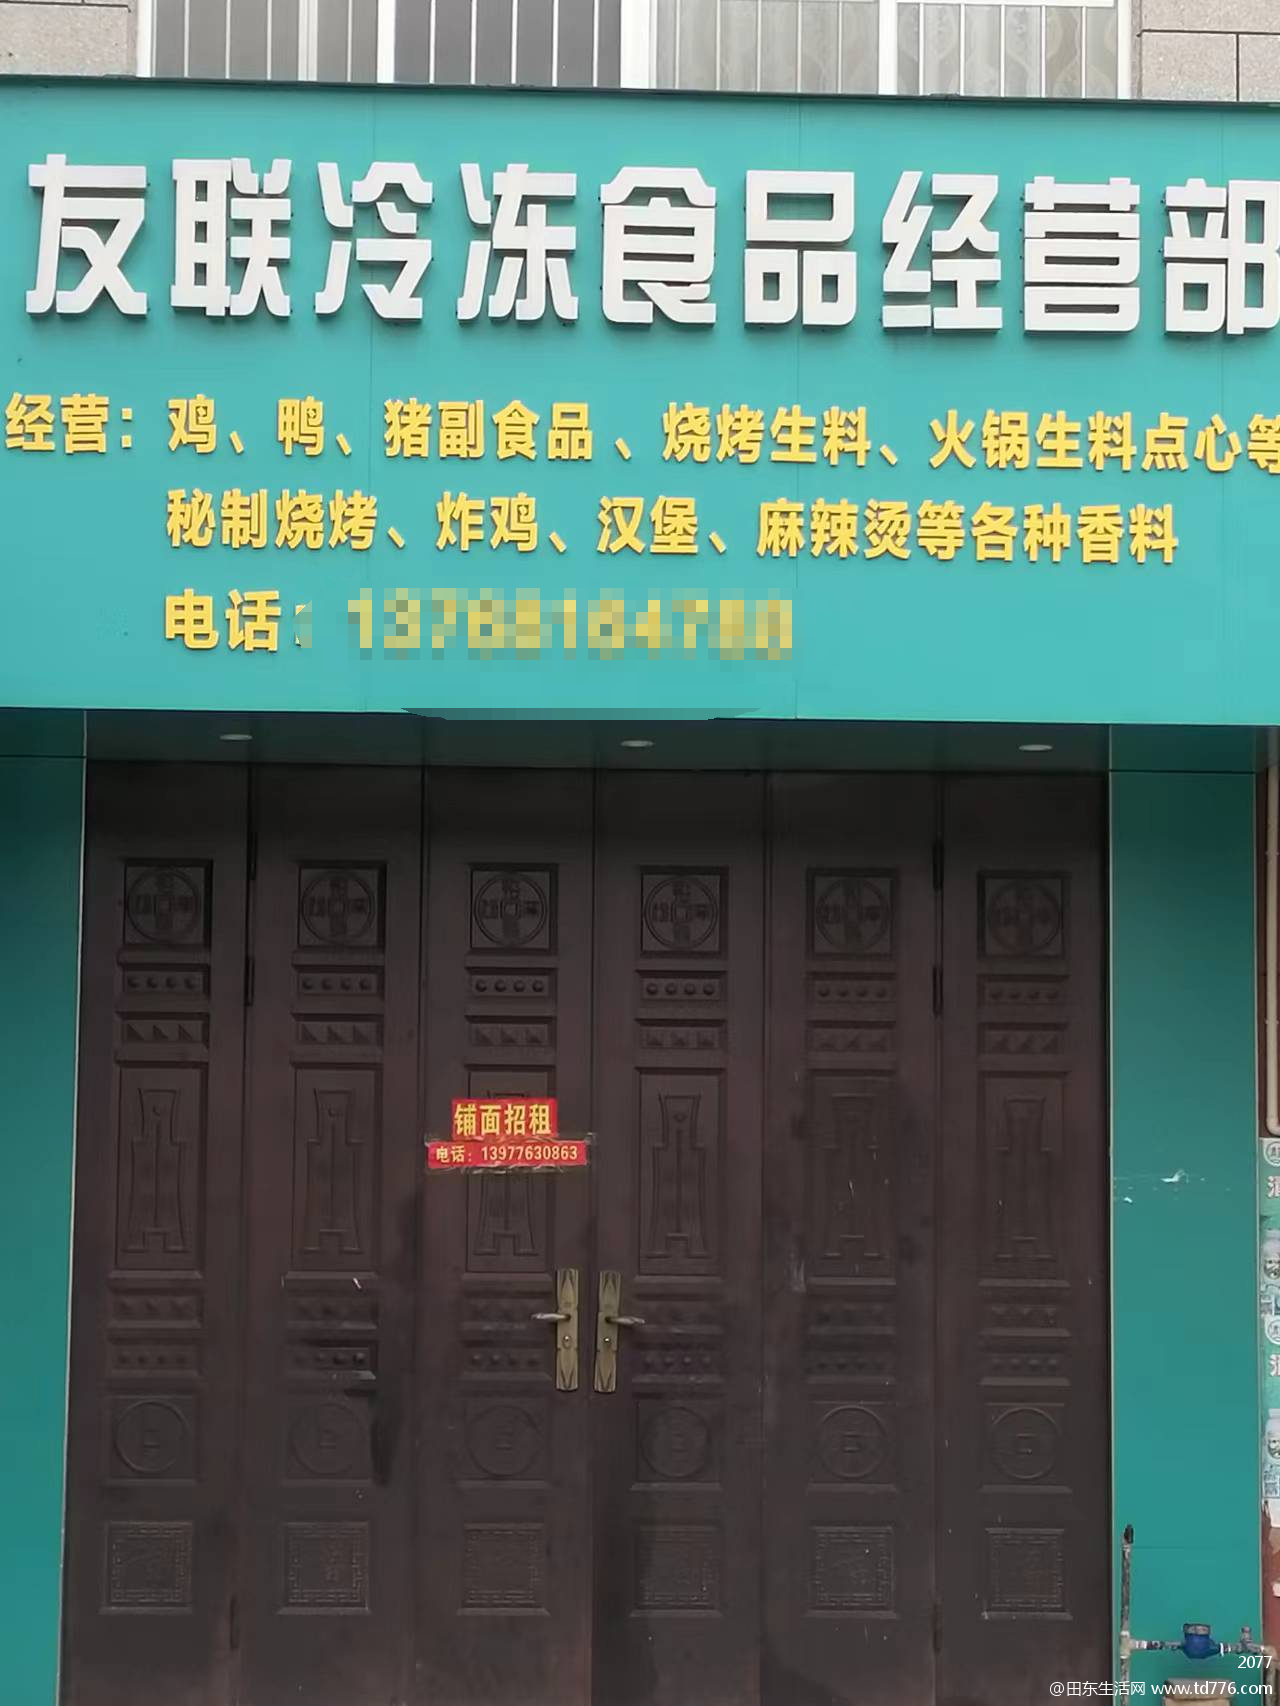 友联冷冻食品经营部
经营：鸡、鸭、猪副食品、烧烤生料、火锅生料点心等
秘制烧烤、炸鸡、汉堡、麻辣烫等各种香料
电话：
铺面招租
电话：13977630863
2077
@田东生活网 www.td776.com